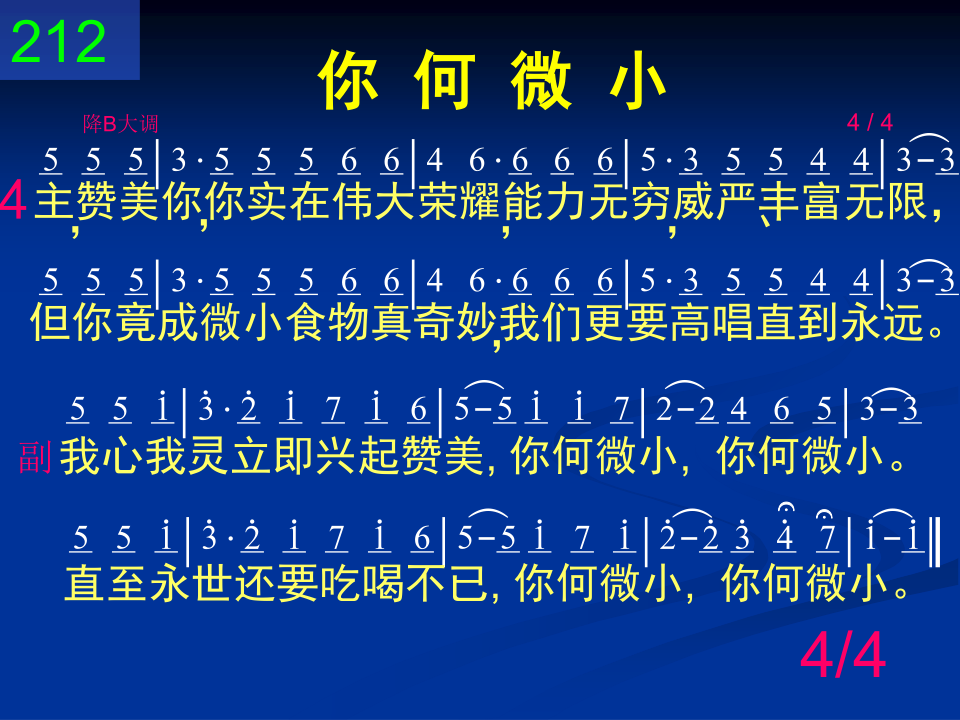 212
你 何 微 小
降B大调
4 / 4
5 5 5|3·5 5 5 6 6|4 6·6 6 6|5·3 5 5 4 4|3-3
4 主,赞美你,你实在伟大荣耀,能力无穷,威严、丰富无限,
5 5 5|3·5 5 5 6 6|4 6·6 6 6|5·3 5 5 4 4|3-3
但你竟成微小食物真奇妙,我们更要高唱直到永远。
5 5 i|3̇·2̇ i 7 i 6|5-5 i i 7|2-2 4 6 5|3-3
副 我心我灵立即兴起赞美,你何微小,你何微小。
5 5 i|3̇·2̇ i 7 i 6|5-5 i 7 i|2̇-2̇ 3̇ 4̇ 7|i-i‖
直至永世还要吃喝不已,你何微小,你何微小。
4/4